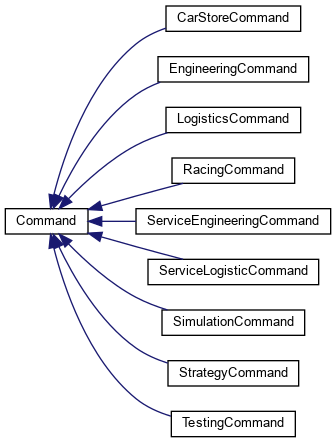 CarStoreCommand
EngineeringCommand
LogisticsCommand
RacingCommand
Command
ServiceEngineeringCommand
ServiceLogisticCommand
SimulationCommand
StrategyCommand
TestingCommand